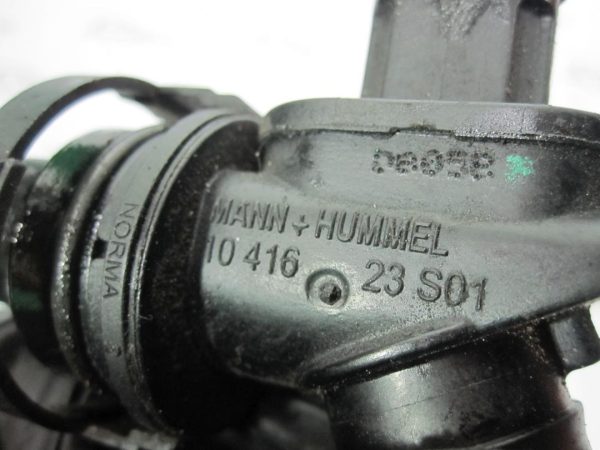 MANN + HUMMEL
10 416 23 S01
NORMA